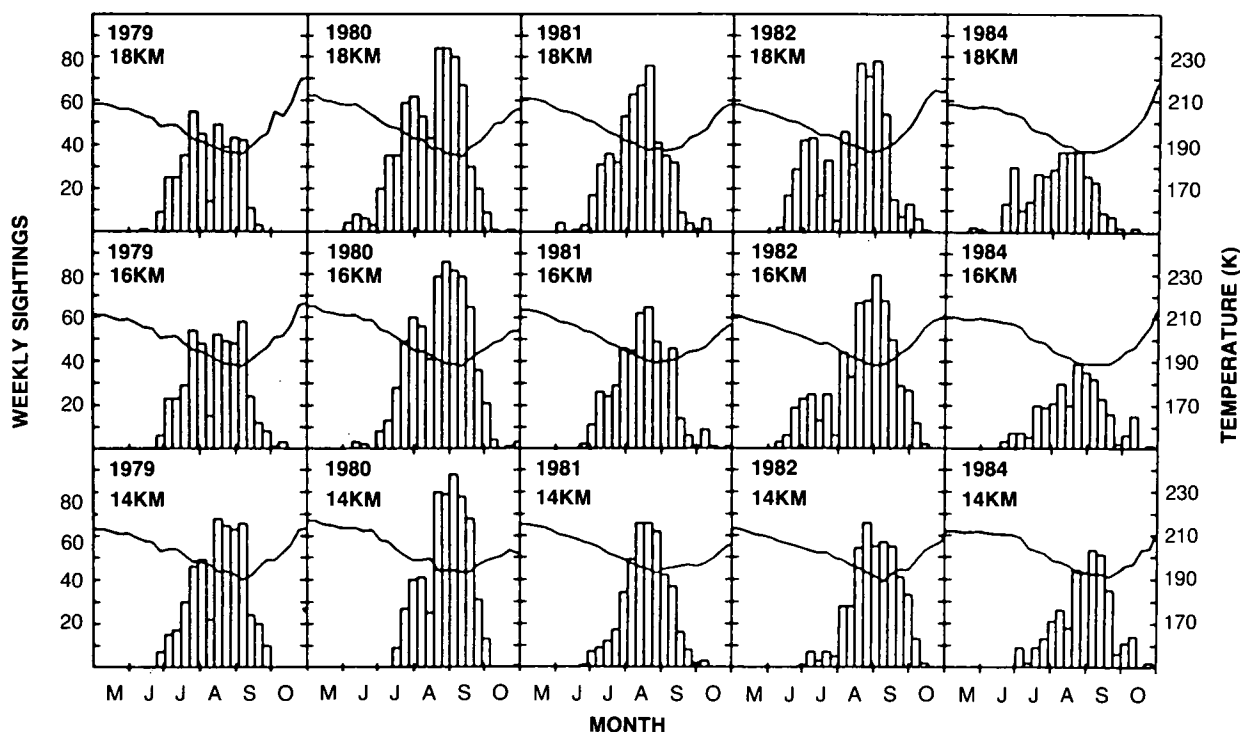 1979 1980 1981 1982 1984
18KM 18KM 18KM 18KM 18KM
80 60 40 20
230 210 190 170
1979 1980 1981 1982 1984
16KM 16KM 16KM 16KM 16KM
80 60 40 20
230 210 190 170
1979 1980 1981 1982 1984
14KM 14KM 14KM 14KM 14KM
80 60 40 20
230 210 190 170
WEEKLY SIGHTINGS
TEMPERATURE (K)
M J J A S O M J J A S O M J J A S O M J J A S O M J J A S O
MONTH